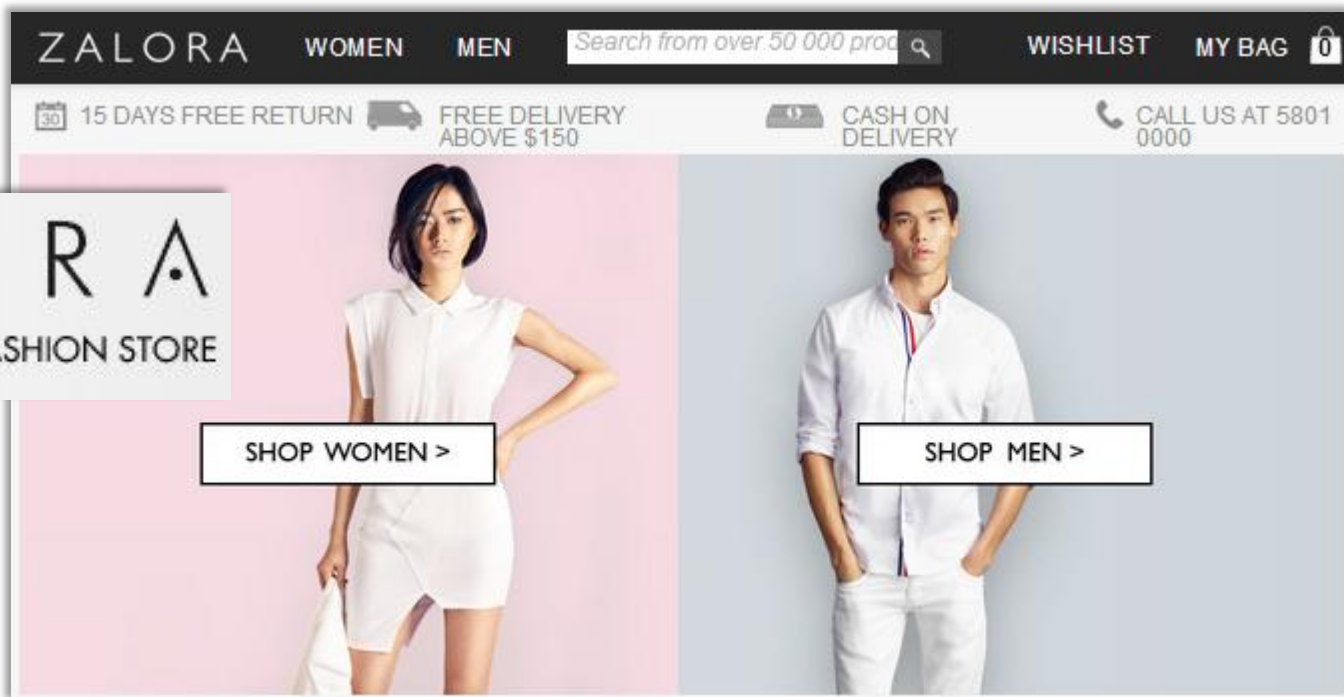 ZALORA WOMEN MEN Search from over 50 000 prod WISHLIST MY BAG 0
30 15 DAYS FREE RETURN FREE DELIVERY ABOVE $150 CASH ON DELIVERY CALL US AT 5801 0000
R A
ASHION STORE
SHOP WOMEN >
SHOP MEN >